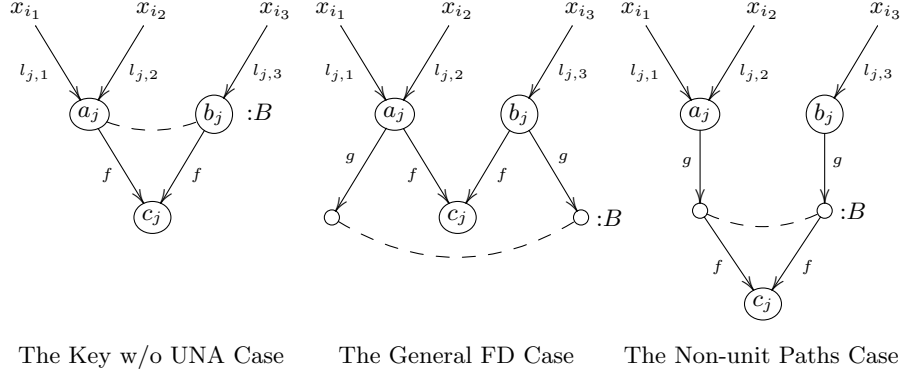 x_{i_1} x_{i_2} x_{i_3} x_{i_1} x_{i_2} x_{i_3} x_{i_1} x_{i_2} x_{i_3}
l_{j,1} l_{j,2} l_{j,3} l_{j,1} l_{j,2} l_{j,3} l_{j,1} l_{j,2} l_{j,3}
a_j b_j :B a_j b_j a_j b_j
f f g f f g g g
c_j c_j :B :B
f f
c_j
The Key w/o UNA Case The General FD Case The Non-unit Paths Case